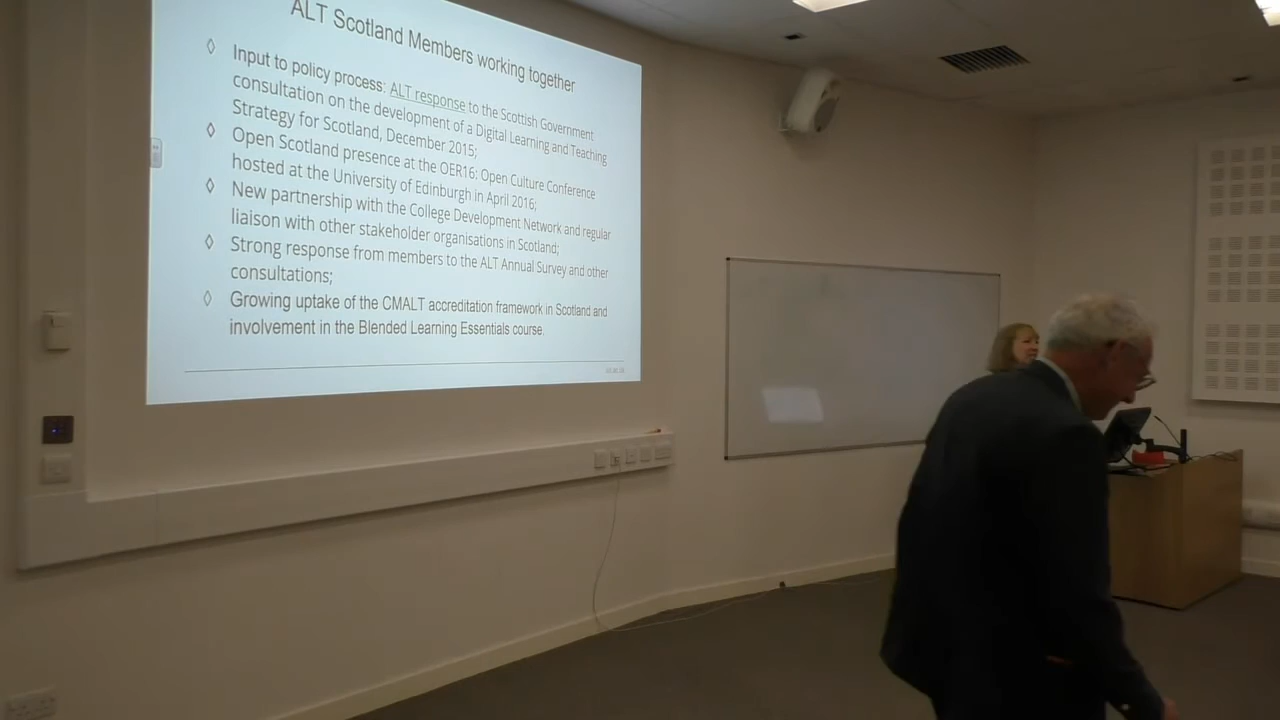 ALT Scotland Members working together
◊ Input to policy process: ALT response to the Scottish Government
consultation on the development of a Digital Learning and Teaching
Strategy for Scotland, December 2015;
◊ Open Scotland presence at the OER16: Open Culture Conference
hosted at the University of Edinburgh in April 2016;
◊ New partnership with the College Development Network and regular
liaison with other stakeholder organisations in Scotland;
◊ Strong response from members to the ALT Annual Survey and other
consultations;
◊ Growing uptake of the CMALT accreditation framework in Scotland and
involvement in the Blended Learning Essentials course.